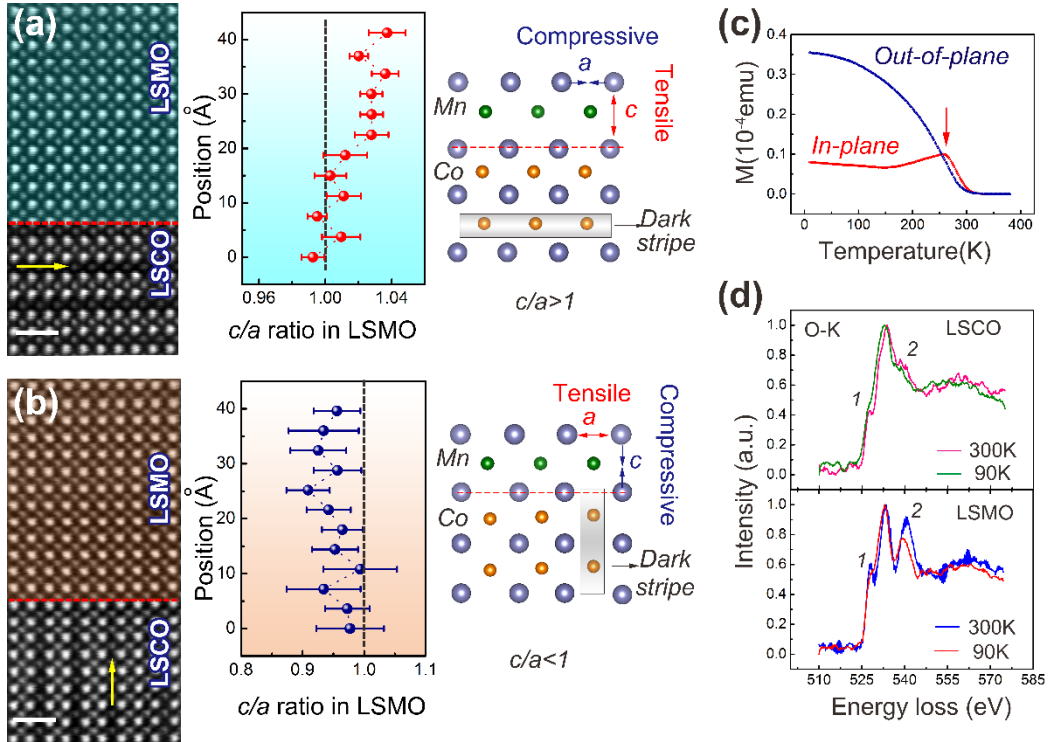 (a)
LSMO
LSCO
Position (Å)
40
30
20
10
0
0.96
1.00
1.04
c/a ratio in LSMO
Compressive
a
Tensile
c
Mn
Co
Dark
stripe
c/a>1
(b)
LSMO
LSCO
Position (Å)
40
30
20
10
0
0.8
0.9
1.0
1.1
c/a ratio in LSMO
Tensile
a
Compressive
c
Mn
Co
Dark
stripe
c/a<1
(c)
M(10⁻⁴emu)
0.4
0.3
0.2
0.1
0.0
Out-of-plane
In-plane
0
100
200
300
400
Temperature(K)
(d)
Intensity (a.u.)
O-K
LSCO
1.0
0.8
0.6
0.4
0.2
0.0
1
2
300K
90K
LSMO
1.0
0.8
0.6
0.4
0.2
0.0
1
2
300K
90K
510
525
540
555
570
585
Energy loss (eV)